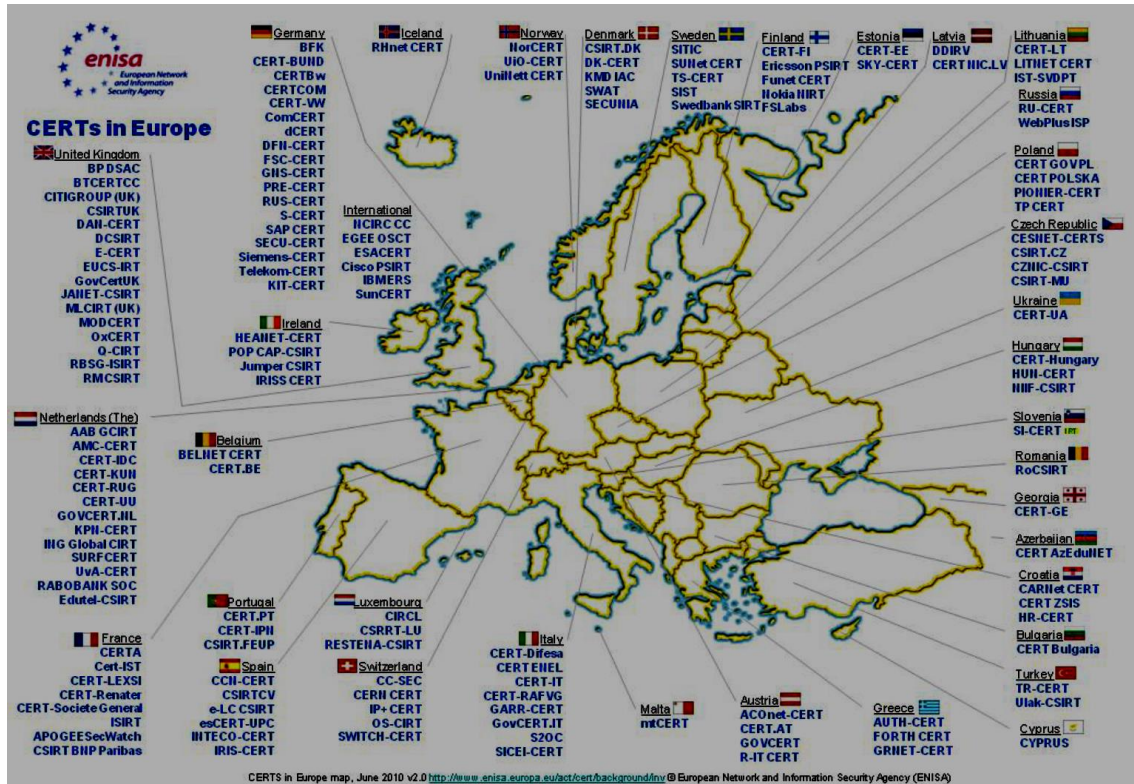 enisa
European Network
and Information
Security Agency
CERTs in Europe
United Kingdom
BP DSAC
BTCERTCC
CITIGROUP (UK)
CSIRTUK
DAN-CERT
DCSIRT
E-CERT
EUCS-IRT
GovCertUK
JANET-CSIRT
MLCIRT (UK)
MODCERT
OxCERT
Q-CIRT
RBSG-ISIRT
RMCSIRT
Germany
BFK
CERT-BUND
CERTBw
CERTCOM
CERT-VW
ComCERT
dCERT
DFN-CERT
FSC-CERT
GNS-CERT
PRE-CERT
RUS-CERT
S-CERT
SAP CERT
SECU-CERT
Siemens-CERT
Telekom-CERT
KIT-CERT
Iceland
RHnet CERT
International
NCIRC CC
EGEE OSCT
ESACERT
Cisco PSIRT
IBMERS
SunCERT
Ireland
HEANET-CERT
POPCAP-CSIRT
Jumper CSIRT
IRISS CERT
Norway
NorCERT
UiO-CERT
UniNett CERT
Denmark
CSIRT.DK
DK-CERT
KMD IAC
SWAT
SECUNIA
Sweden
SITIC
SUNet CERT
TS-CERT
SIST
Swedbank SIRT
Finland
CERT-FI
Ericsson PSIRT
Funet CERT
Nokia NIRT
FSLabs
Estonia
CERT-EE
SKY-CERT
Latvia
DDIRV
CERT NIC.LV
Lithuania
CERT-LT
LITNET CERT
IST-SVDPT
Russia
RU-CERT
WebPlus ISP
Poland
CERT GOVPL
CERT POLSKA
PIONIER-CERT
TP CERT
Czech Republic
CESNET-CERTS
CSIRT.CZ
CZNIC-CSIRT
CSIRT-MU
Ukraine
CERT-UA
Hungary
CERT-Hungary
HUN-CERT
NIIF-CSIRT
Slovenia
SI-CERT
Romania
RoCSIRT
Georgia
CERT-GE
Azerbaijan
CERT AzEduNET
Croatia
CARNet CERT
CERT ZSIS
HR-CERT
Bulgaria
CERT Bulgaria
Turkey
TR-CERT
Ulak-CSIRT
Cyprus
CYPRUS
Netherlands (The)
AAB GCIRT
AMC-CERT
CERT-IDC
CERT-KUN
CERT-RUG
CERT-UU
GOVCERT.NL
KPN-CERT
ING Global CIRT
SURFCERT
UvA-CERT
RABOBANK SOC
Edutel-CSIRT
Belgium
BELNET CERT
CERT.BE
France
CERTA
Cert-IST
CERT-LEXSI
CERT-Renater
CERT-Societe General
ISIRT
APOGEE SecWatch
CSIRT BNP Paribas
Portugal
CERT.PT
CERT-IPN
CSIRT.FEUP
Spain
CCN-CERT
CSIRTCV
e-LC CSIRT
esCERT-UPC
INTECO-CERT
IRIS-CERT
Luxembourg
CIRCL
CSRRT-LU
RESTENA-CSIRT
Switzerland
CC-SEC
CERN CERT
IP+ CERT
OS-CIRT
SWITCH-CERT
Italy
CERT-Difesa
CERT ENEL
CERT-IT
CERT-RAFVG
GARR-CERT
GovCERT.IT
S2OC
SICEI-CERT
Malta
mtCERT
Austria
ACOnet-CERT
CERT.AT
GOVCERT
R-IT CERT
Greece
AUTH-CERT
FORTH CERT
GRNET-CERT
CERTS in Europe map, June 2010 v2.0 http://www.enisa.europa.eu/act/cert/background/inv © European Network and Information Security Agency (ENISA)